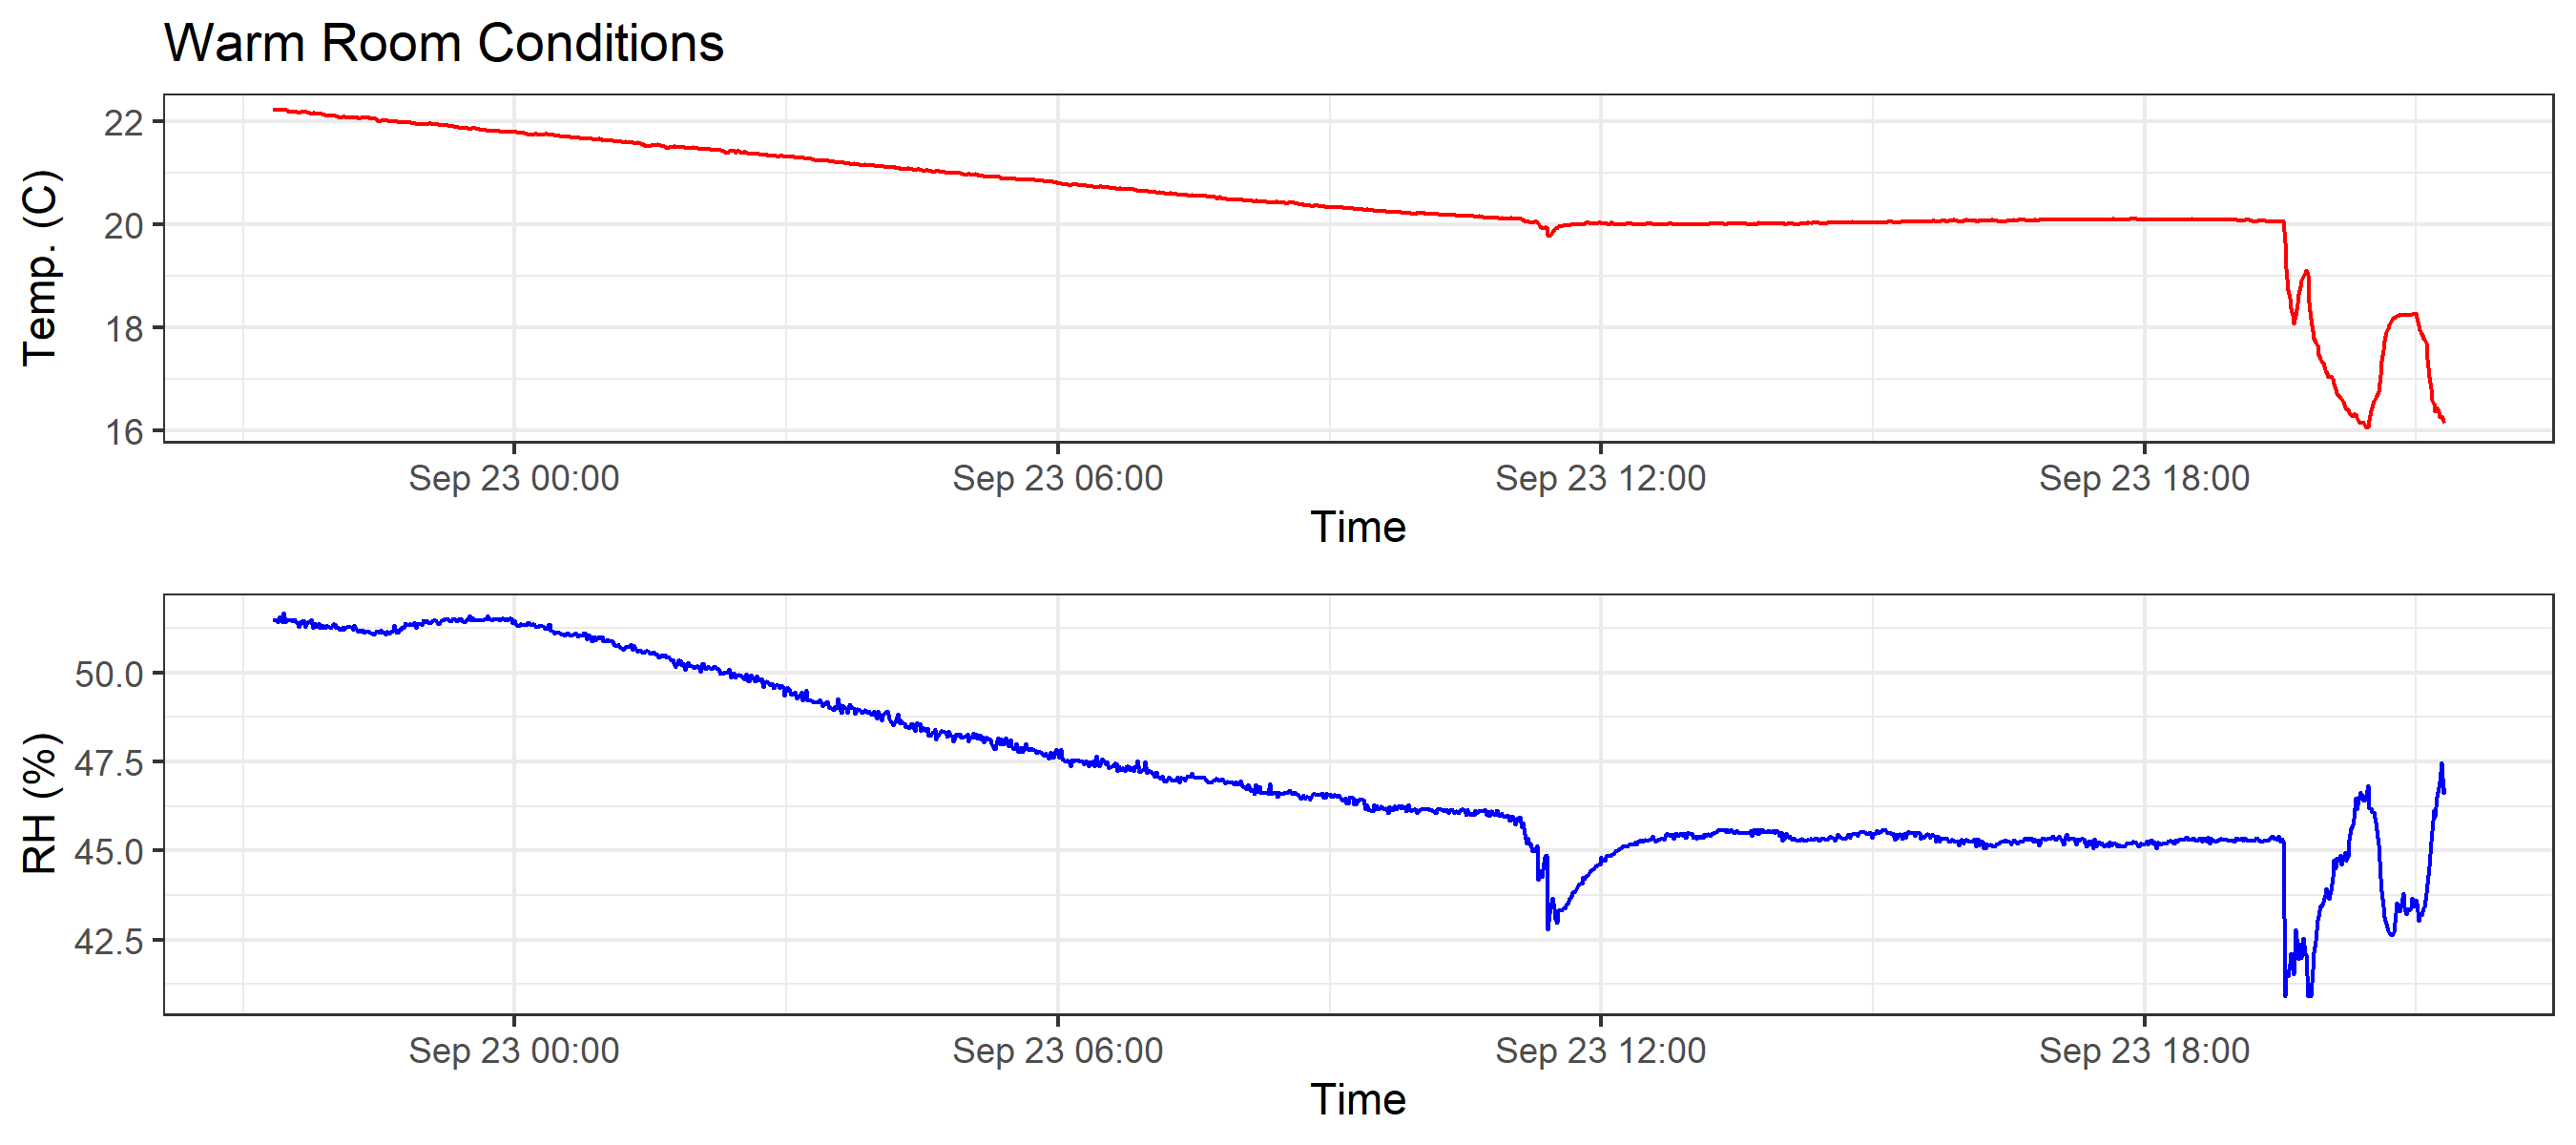 Warm Room Conditions
Temp. (C)
22
20
18
16
Sep 23 00:00 Sep 23 06:00 Sep 23 12:00 Sep 23 18:00
Time
RH (%)
50.0
47.5
45.0
42.5
Sep 23 00:00 Sep 23 06:00 Sep 23 12:00 Sep 23 18:00
Time